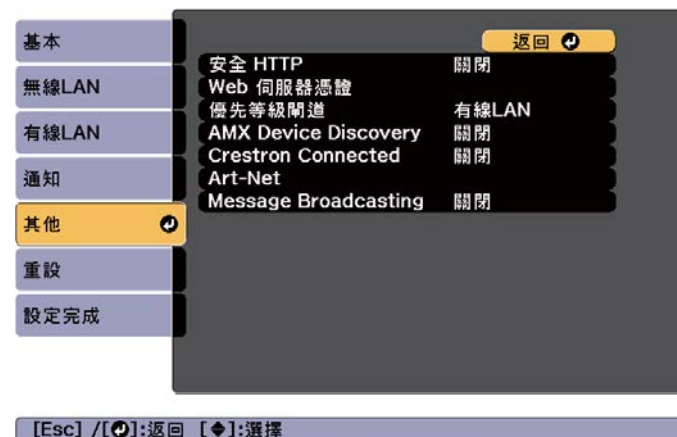 基本
無線LAN
有線LAN
通知
其他
重設
設定完成
返回
安全 HTTP 關閉
Web 伺服器憑證
優先等級閘道 有線LAN
AMX Device Discovery 關閉
Crestron Connected 關閉
Art-Net
Message Broadcasting 關閉
[Esc] /[⏎]:返回 [◆]:選擇